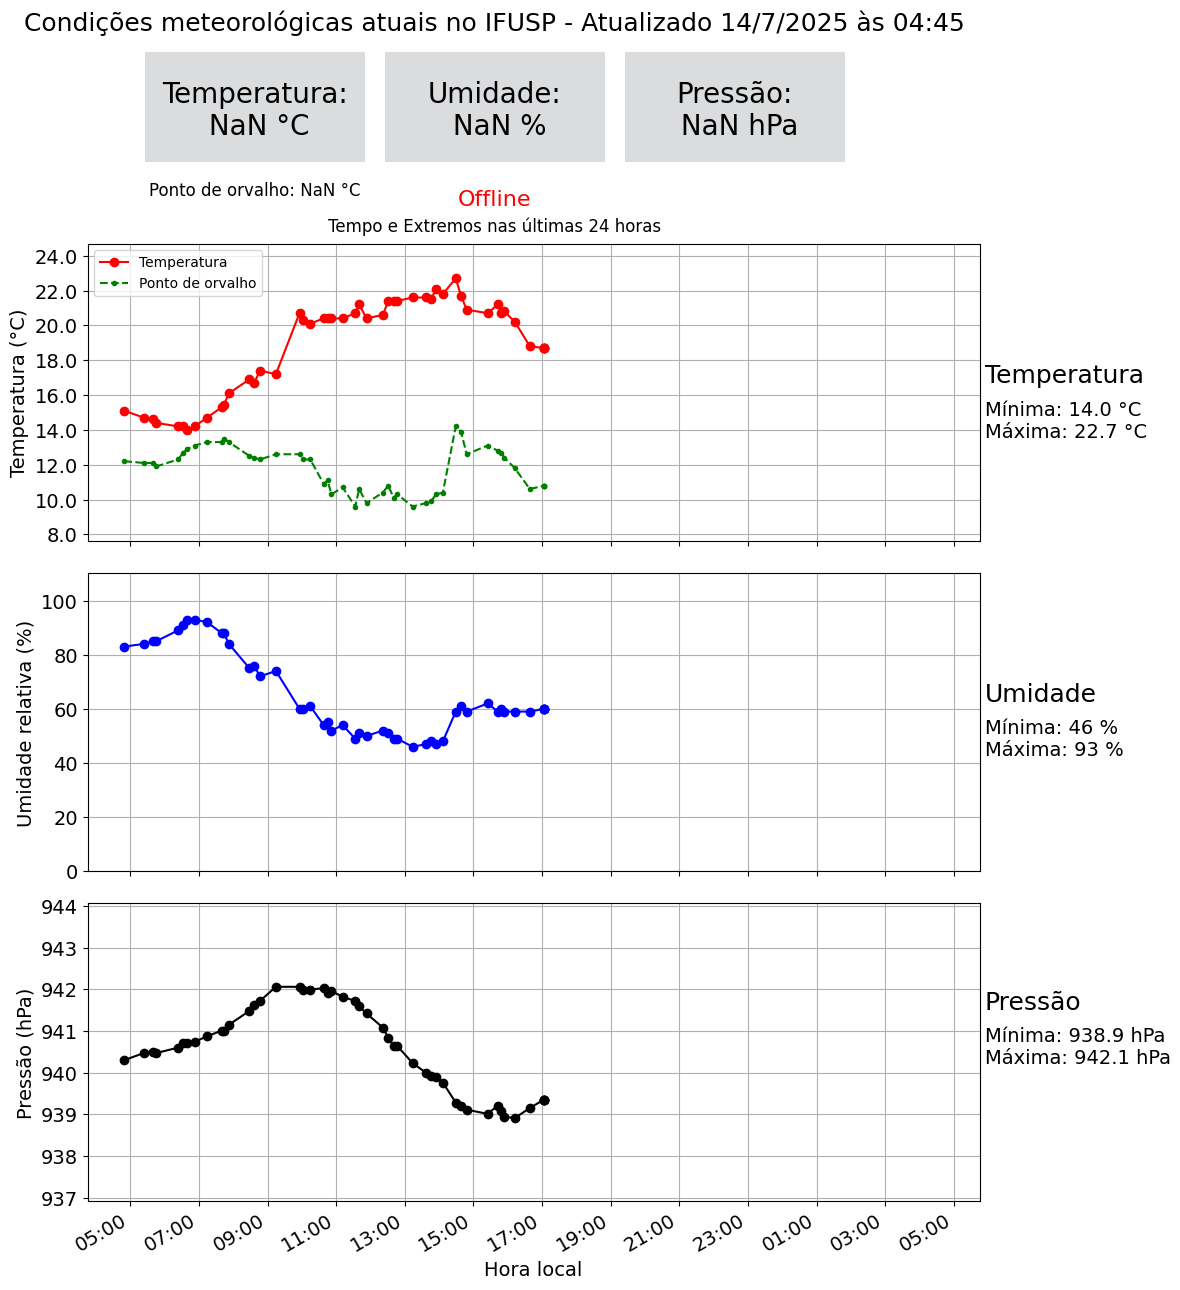 Condições meteorológicas atuais no IFUSP - Atualizado 14/7/2025 às 04:45
Temperatura:
NaN °C
Umidade:
NaN %
Pressão:
NaN hPa
Ponto de orvalho: NaN °C
Offline
Tempo e Extremos nas últimas 24 horas
Temperatura
Ponto de orvalho
24.0
22.0
20.0
18.0
16.0
14.0
12.0
10.0
8.0
Temperatura (°C)
Temperatura
Mínima: 14.0 °C
Máxima: 22.7 °C
100
80
60
40
20
0
Umidade relativa (%)
Umidade
Mínima: 46 %
Máxima: 93 %
944
943
942
941
940
939
938
937
Pressão (hPa)
Pressão
Mínima: 938.9 hPa
Máxima: 942.1 hPa
05:00
07:00
09:00
11:00
13:00
15:00
17:00
19:00
21:00
23:00
01:00
03:00
05:00
Hora local